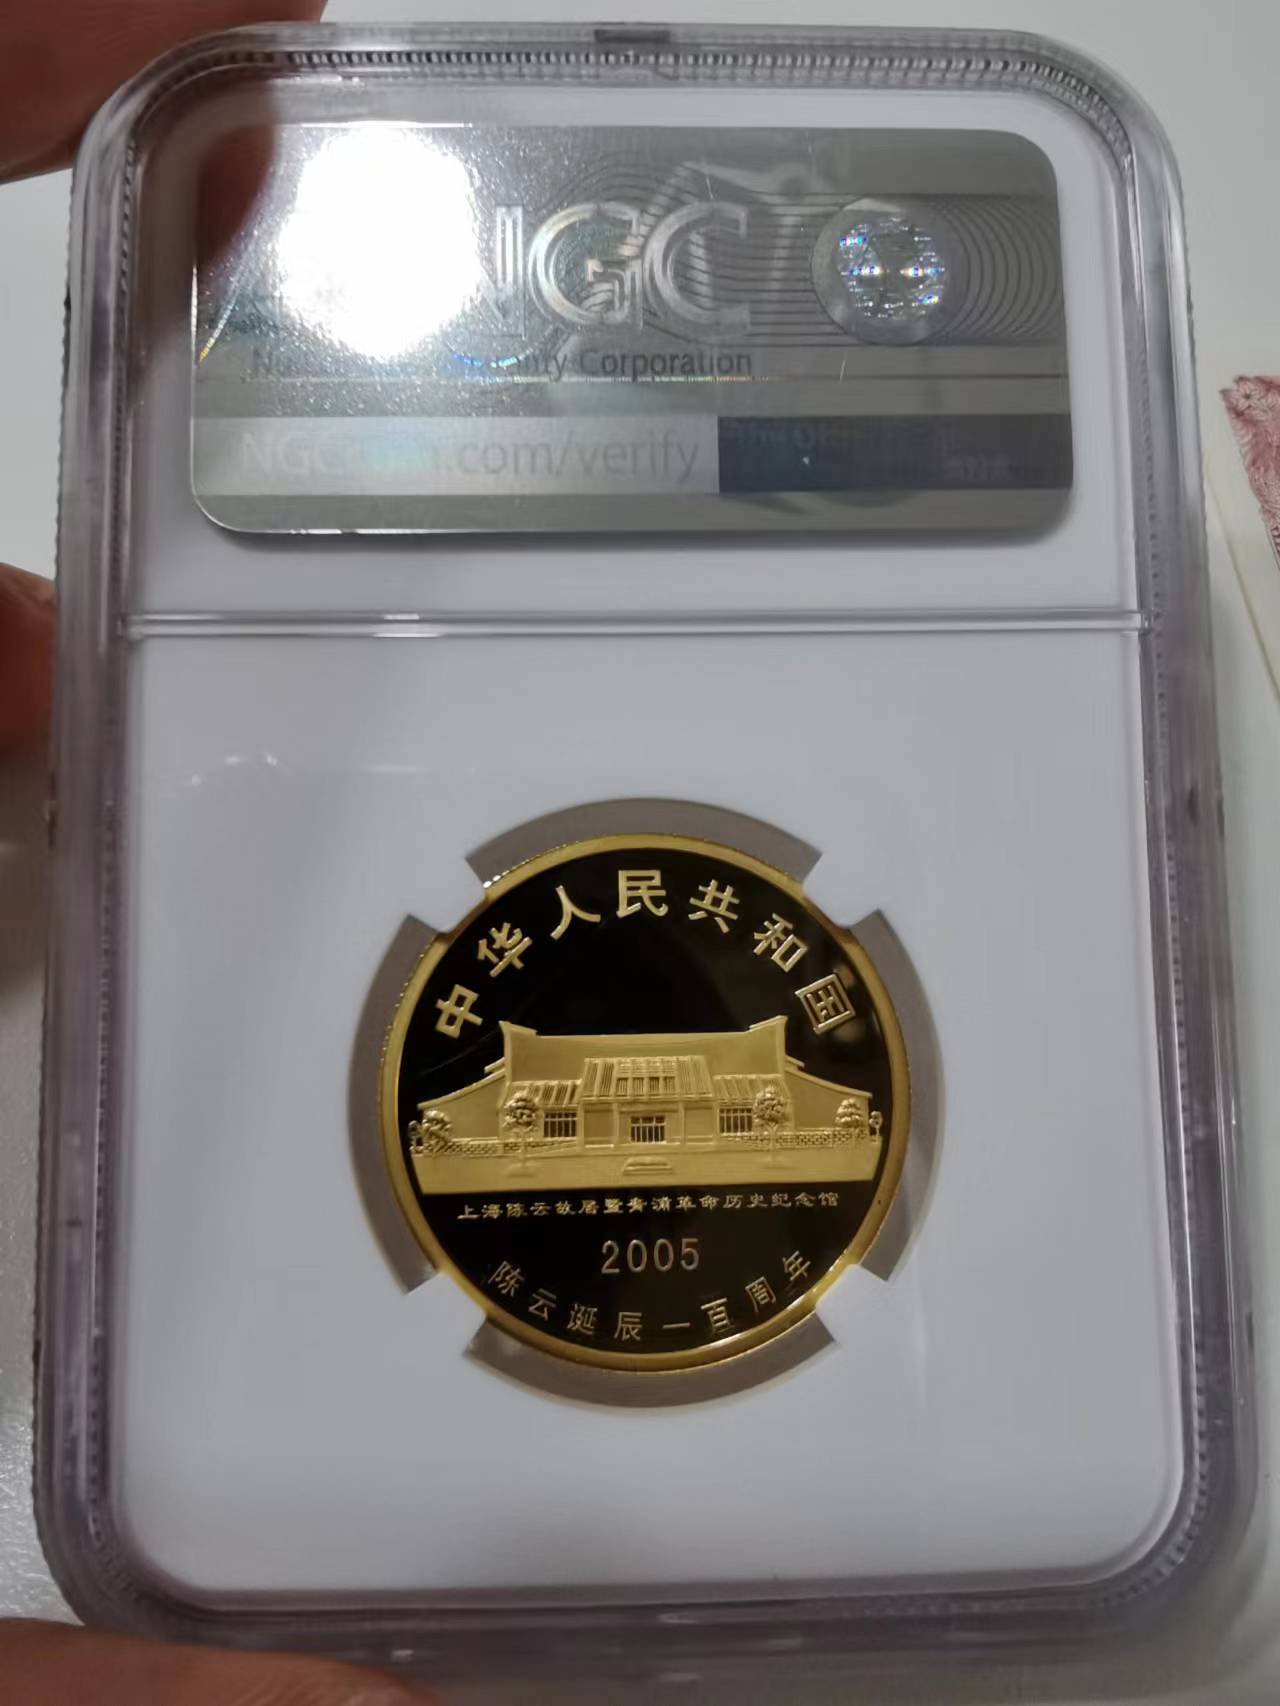 NGC
Corporation
.com/verify
中华人民共和国
上海陈云故居暨青浦革命历史纪念馆
2005
陈云诞辰一百周年